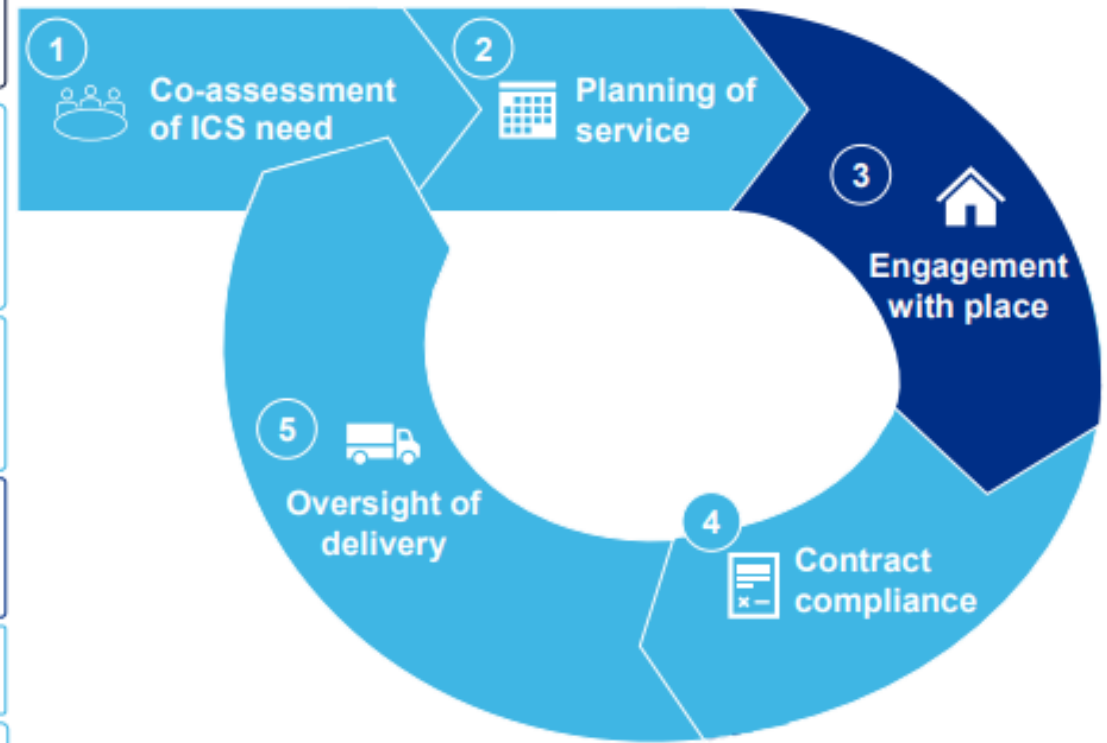 1
Co-assessment
of ICS need
2
Planning of
service
3
Engagement
with place
4
Contract
compliance
5
Oversight of
delivery